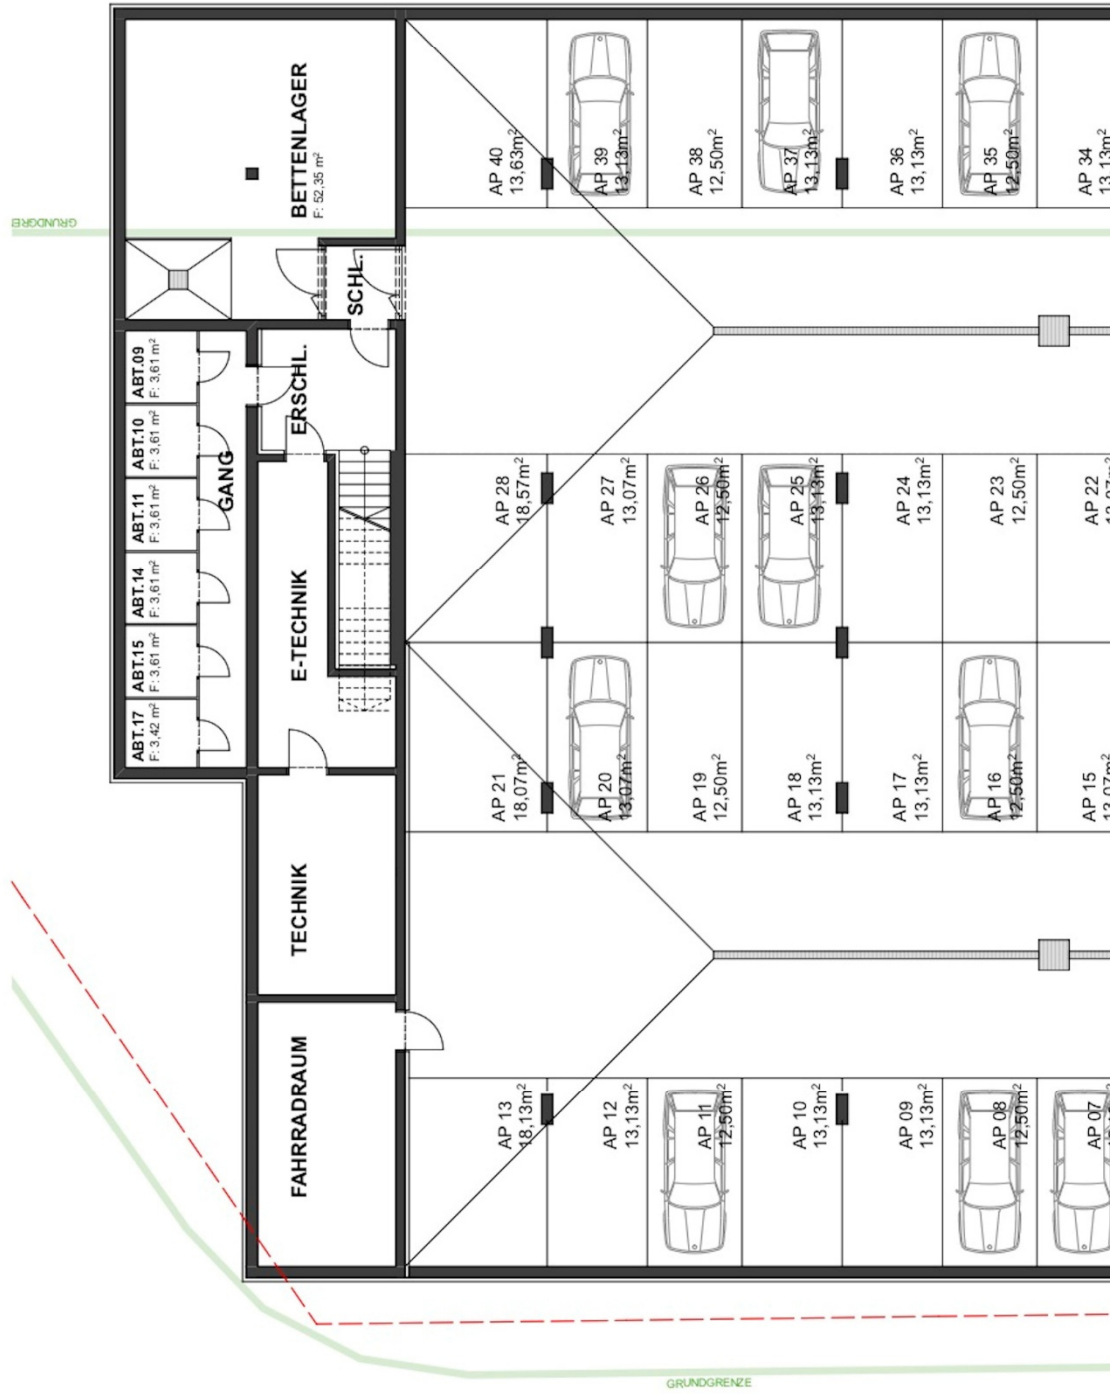 BETTENLAGER
F: 52,35 m²
GRUNDGRE
SCHL.
ERSCHL.
GANG
ABT.09
F: 3,61 m²
ABT.10
F: 3,61 m²
ABT.11
F: 3,61 m²
ABT.14
F: 3,61 m²
ABT.15
F: 3,61 m²
ABT.17
F: 3,42 m²
E-TECHNIK
TECHNIK
FAHRRADRAUM
AP 40
13,63m²
AP 39
13,13m²
AP 38
12,50m²
AP 37
13,13m²
AP 36
13,13m²
AP 35
12,50m²
AP 34
13,13m²
AP 28
18,57m²
AP 27
13,07m²
AP 26
12,50m²
AP 25
13,13m²
AP 24
13,13m²
AP 23
12,50m²
AP 22
AP 21
18,07m²
AP 20
13,07m²
AP 19
12,50m²
AP 18
13,13m²
AP 17
13,13m²
AP 16
12,50m²
AP 15
13,07m²
AP 13
18,13m²
AP 12
13,13m²
AP 11
12,50m²
AP 10
13,13m²
AP 09
13,13m²
AP 08
12,50m²
AP 07
GRUNDGRENZE